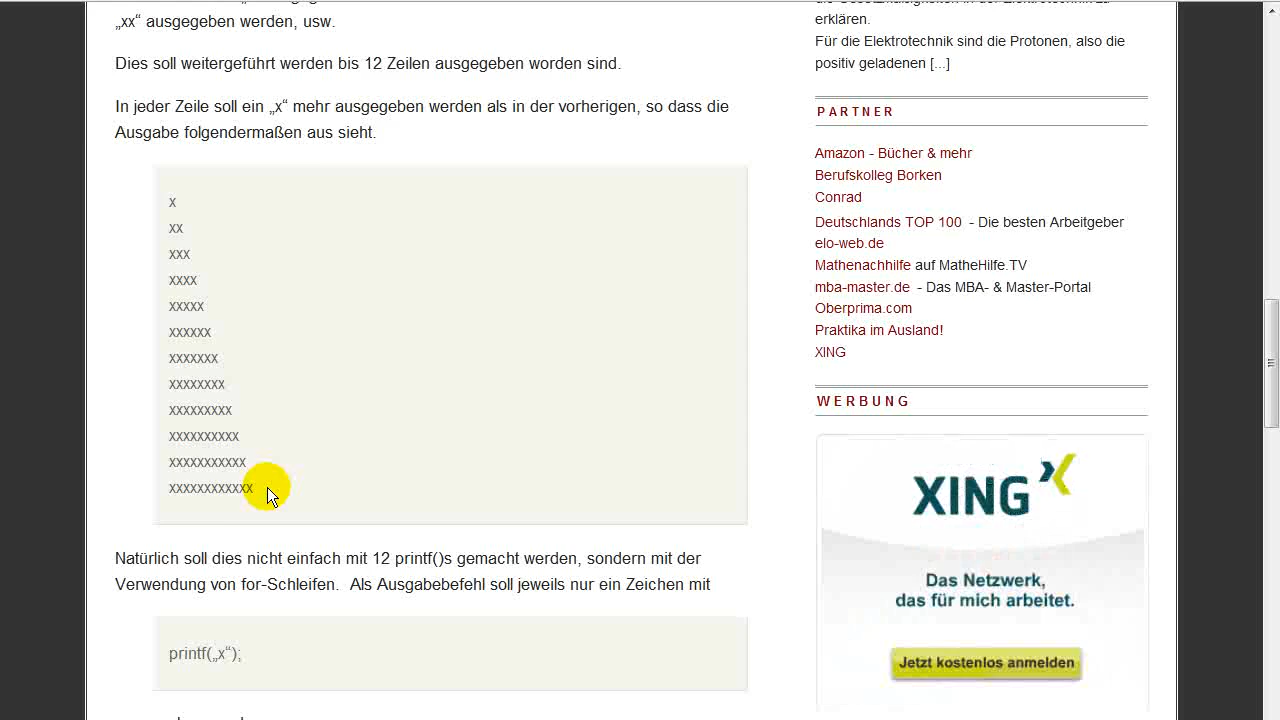 „xx“ ausgegeben werden, usw.
Dies soll weitergeführt werden bis 12 Zeilen ausgegeben worden sind.
In jeder Zeile soll ein „x“ mehr ausgegeben werden als in der vorherigen, so dass die
Ausgabe folgendermaßen aus sieht.
x
xx
xxx
xxxx
xxxxx
xxxxxx
xxxxxxx
xxxxxxxx
xxxxxxxxx
xxxxxxxxxx
xxxxxxxxxxx
xxxxxxxxxxxx
Natürlich soll dies nicht einfach mit 12 printf()s gemacht werden, sondern mit der
Verwendung von for-Schleifen. Als Ausgabebefehl soll jeweils nur ein Zeichen mit
printf(„x“);
erklären.
Für die Elektrotechnik sind die Protonen, also die
positiv geladenen [...]
PARTNER
Amazon - Bücher & mehr
Berufskolleg Borken
Conrad
Deutschlands TOP 100 - Die besten Arbeitgeber
elo-web.de
Mathenachhilfe auf MatheHilfe.TV
mba-master.de - Das MBA- & Master-Portal
Oberprima.com
Praktika im Ausland!
XING
WERBUNG
XING
Das Netzwerk,
das für mich arbeitet.
Jetzt kostenlos anmelden